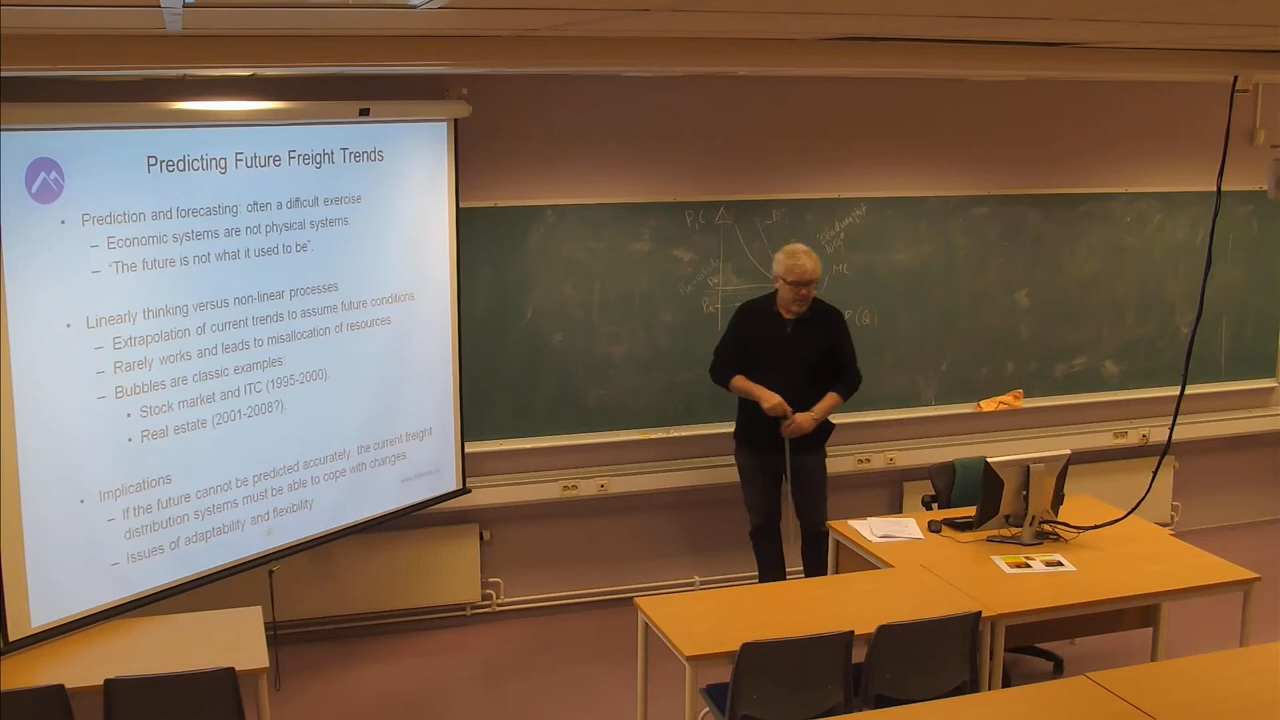 Predicting Future Freight Trends
• Prediction and forecasting: often a difficult exercise
– Economic systems are not physical systems.
– “The future is not what it used to be”.
• Linearly thinking versus non-linear processes
– Extrapolation of current trends to assume future conditions.
– Rarely works and leads to misallocation of resources.
– Bubbles are classic examples:
• Stock market and ITC (1995-2000).
• Real estate (2001-2008?).
• Implications
– If the future cannot be predicted accurately, the current freight
distribution systems must be able to cope with changes.
– Issues of adaptability and flexibility.
P,C
MC
(Q)